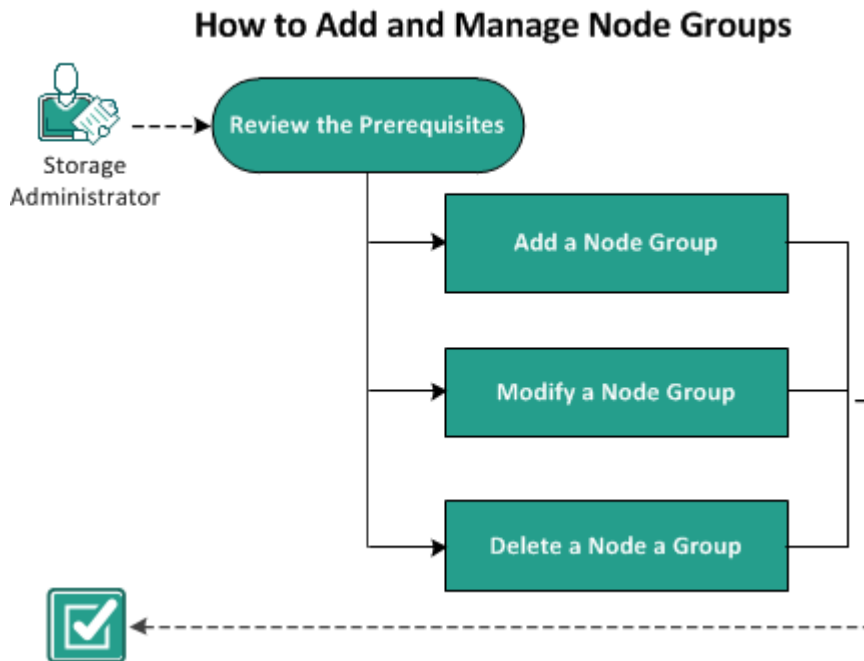 How to Add and Manage Node Groups
Storage
Administrator
Review the Prerequisites
Add a Node Group
Modify a Node Group
Delete a Node a Group